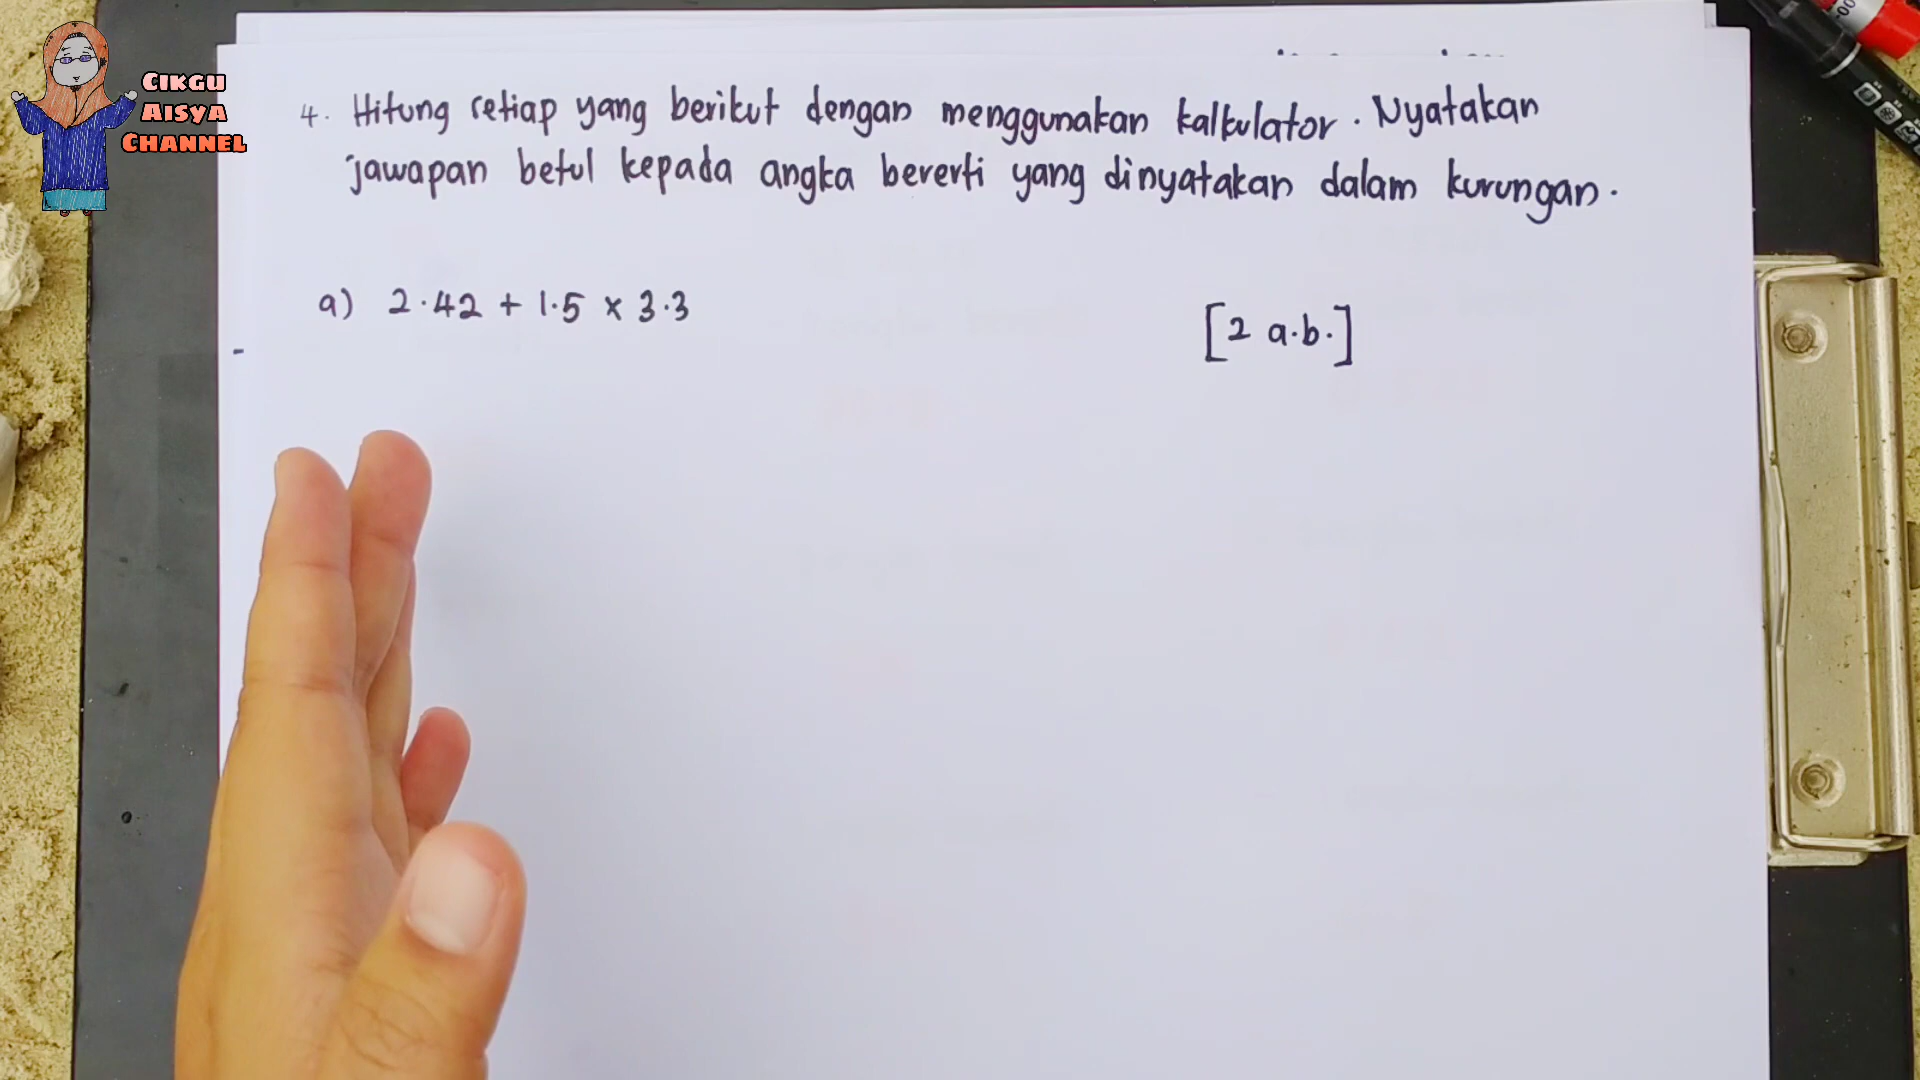 CIKGU
AISYA
CHANNEL
4. Hitung setiap yang berikut dengan menggunakan kalkulator. Nyatakan
jawapan betul kepada angka bererti yang dinyatakan dalam kurungan.
a) 2.42 + 1.5 x 3.3
[2 a.b.]